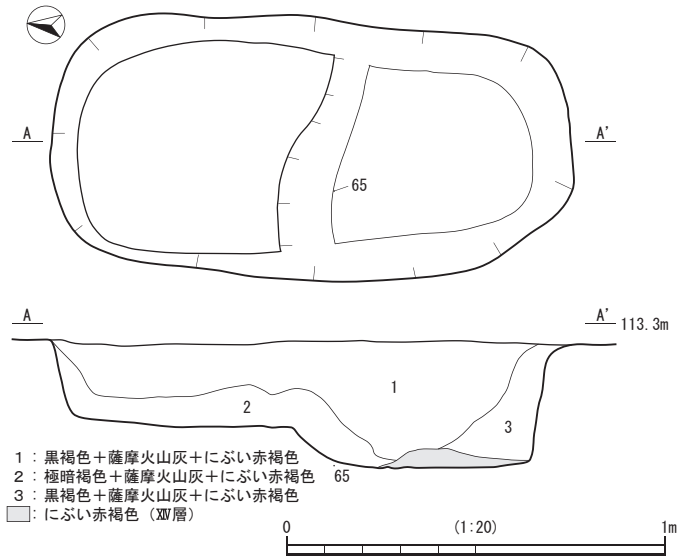 A A’
65
A A’ 113.3m
1
2
3
1：黒褐色＋薩摩火山灰＋にぶい赤褐色
2：極暗褐色＋薩摩火山灰＋にぶい赤褐色
65
3：黒褐色＋薩摩火山灰＋にぶい赤褐色
：にぶい赤褐色（ⅩⅣ層）
0 (1:20) 1m